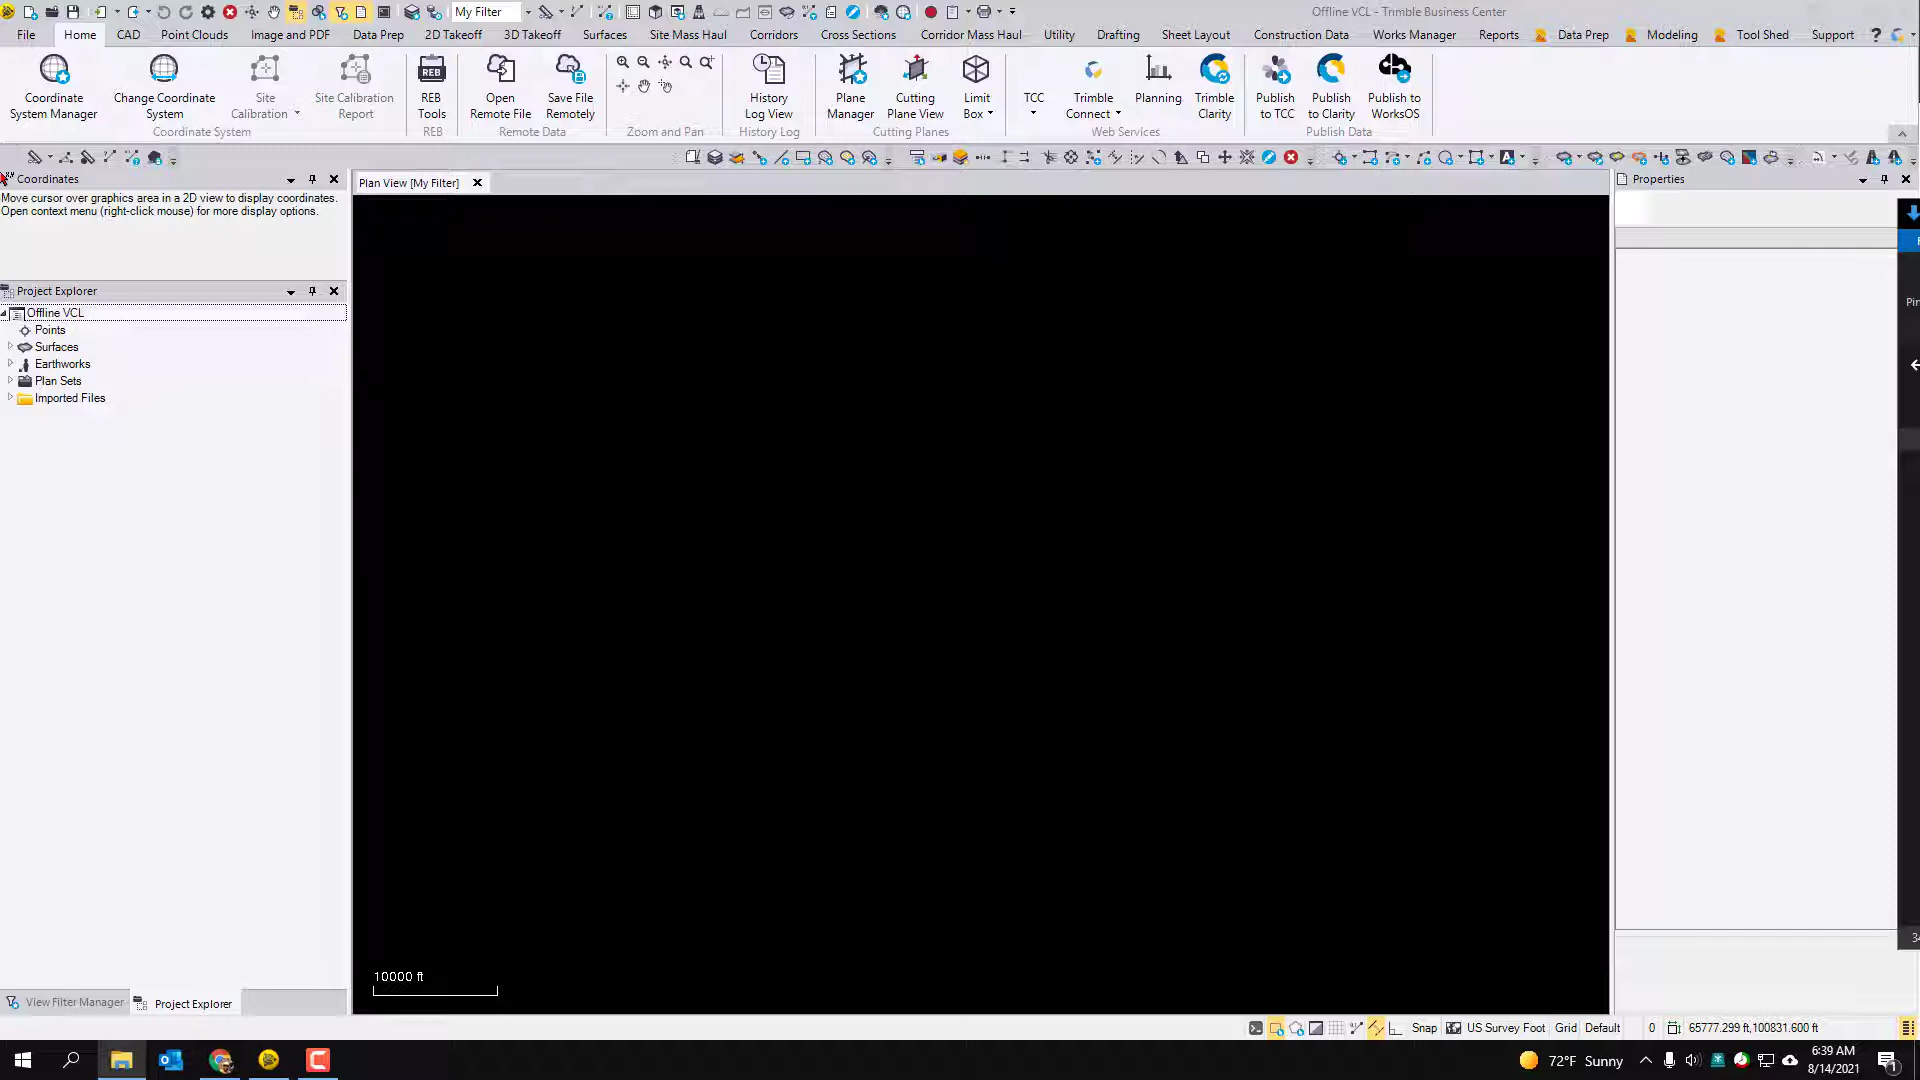 My Filter
Offline VCL - Trimble Business Center
File Home CAD Point Clouds Image and PDF Data Prep 2D Takeoff 3D Takeoff Surfaces Site Mass Haul Corridors Cross Sections Corridor Mass Haul Utility Drafting Sheet Layout Construction Data Works Manager Reports Data Prep Modeling Tool Shed Support
Coordinate System Manager
Change Coordinate System
Site Calibration
Site Calibration Report
Coordinate System
REB
REB Tools
REB
Open Remote File
Save File Remotely
Remote Data
Zoom and Pan
History Log View
History Log
Plane Manager
Cutting Plane View
Limit Box
Cutting Planes
TCC
Trimble Connect
Planning
Trimble Clarity
Web Services
Publish to TCC
Publish to Clarity
Publish to WorksOS
Publish Data
Coordinates
Move cursor over graphics area in a 2D view to display coordinates.
Open context menu (right-click mouse) for more display options.
Project Explorer
Offline VCL
Points
Surfaces
Earthworks
Plan Sets
Imported Files
View Filter Manager
Project Explorer
Plan View [My Filter]
10000 ft
Properties
Snap US Survey Foot Grid Default 0 65777.299 ft,100831.600 ft
72°F Sunny
6:39 AM
8/14/2021
1